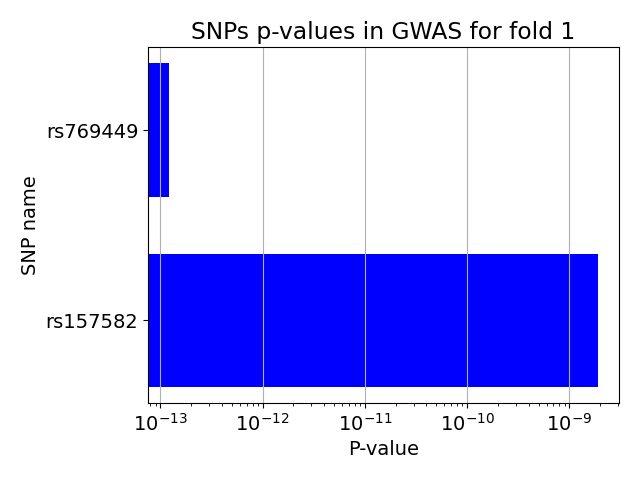 SNPs p-values in GWAS for fold 1
rs769449
rs157582
SNP name
10⁻¹³ 10⁻¹² 10⁻¹¹ 10⁻¹⁰ 10⁻⁹
P-value